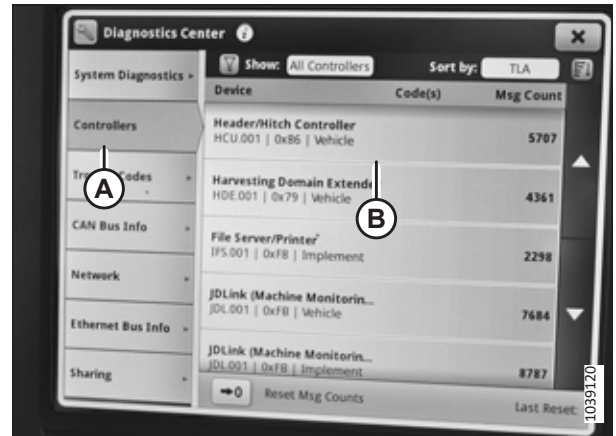 Diagnostics Center
System Diagnostics
Show: All Controllers Sort by: TLA
Device Code(s) Msg Count
Controllers
Header/Hitch Controller
HCU.001 | 0x86 | Vehicle
5707
A
Codes
Harvesting Domain Extende
HDE.001 | 0x79 | Vehicle
4361
B
CAN Bus Info
File Server/Printer
IFS.001 | 0xF8 | Implement
2298
Network
JDLink (Machine Monitorin...
JDL.001 | 0xFB | Vehicle
7684
Ethernet Bus Info
JDLink (Machine Monitorin...
JDL.001 | 0xFB | Implement
8787
Sharing
→0 Reset Msg Counts
Last Reset:
1039120